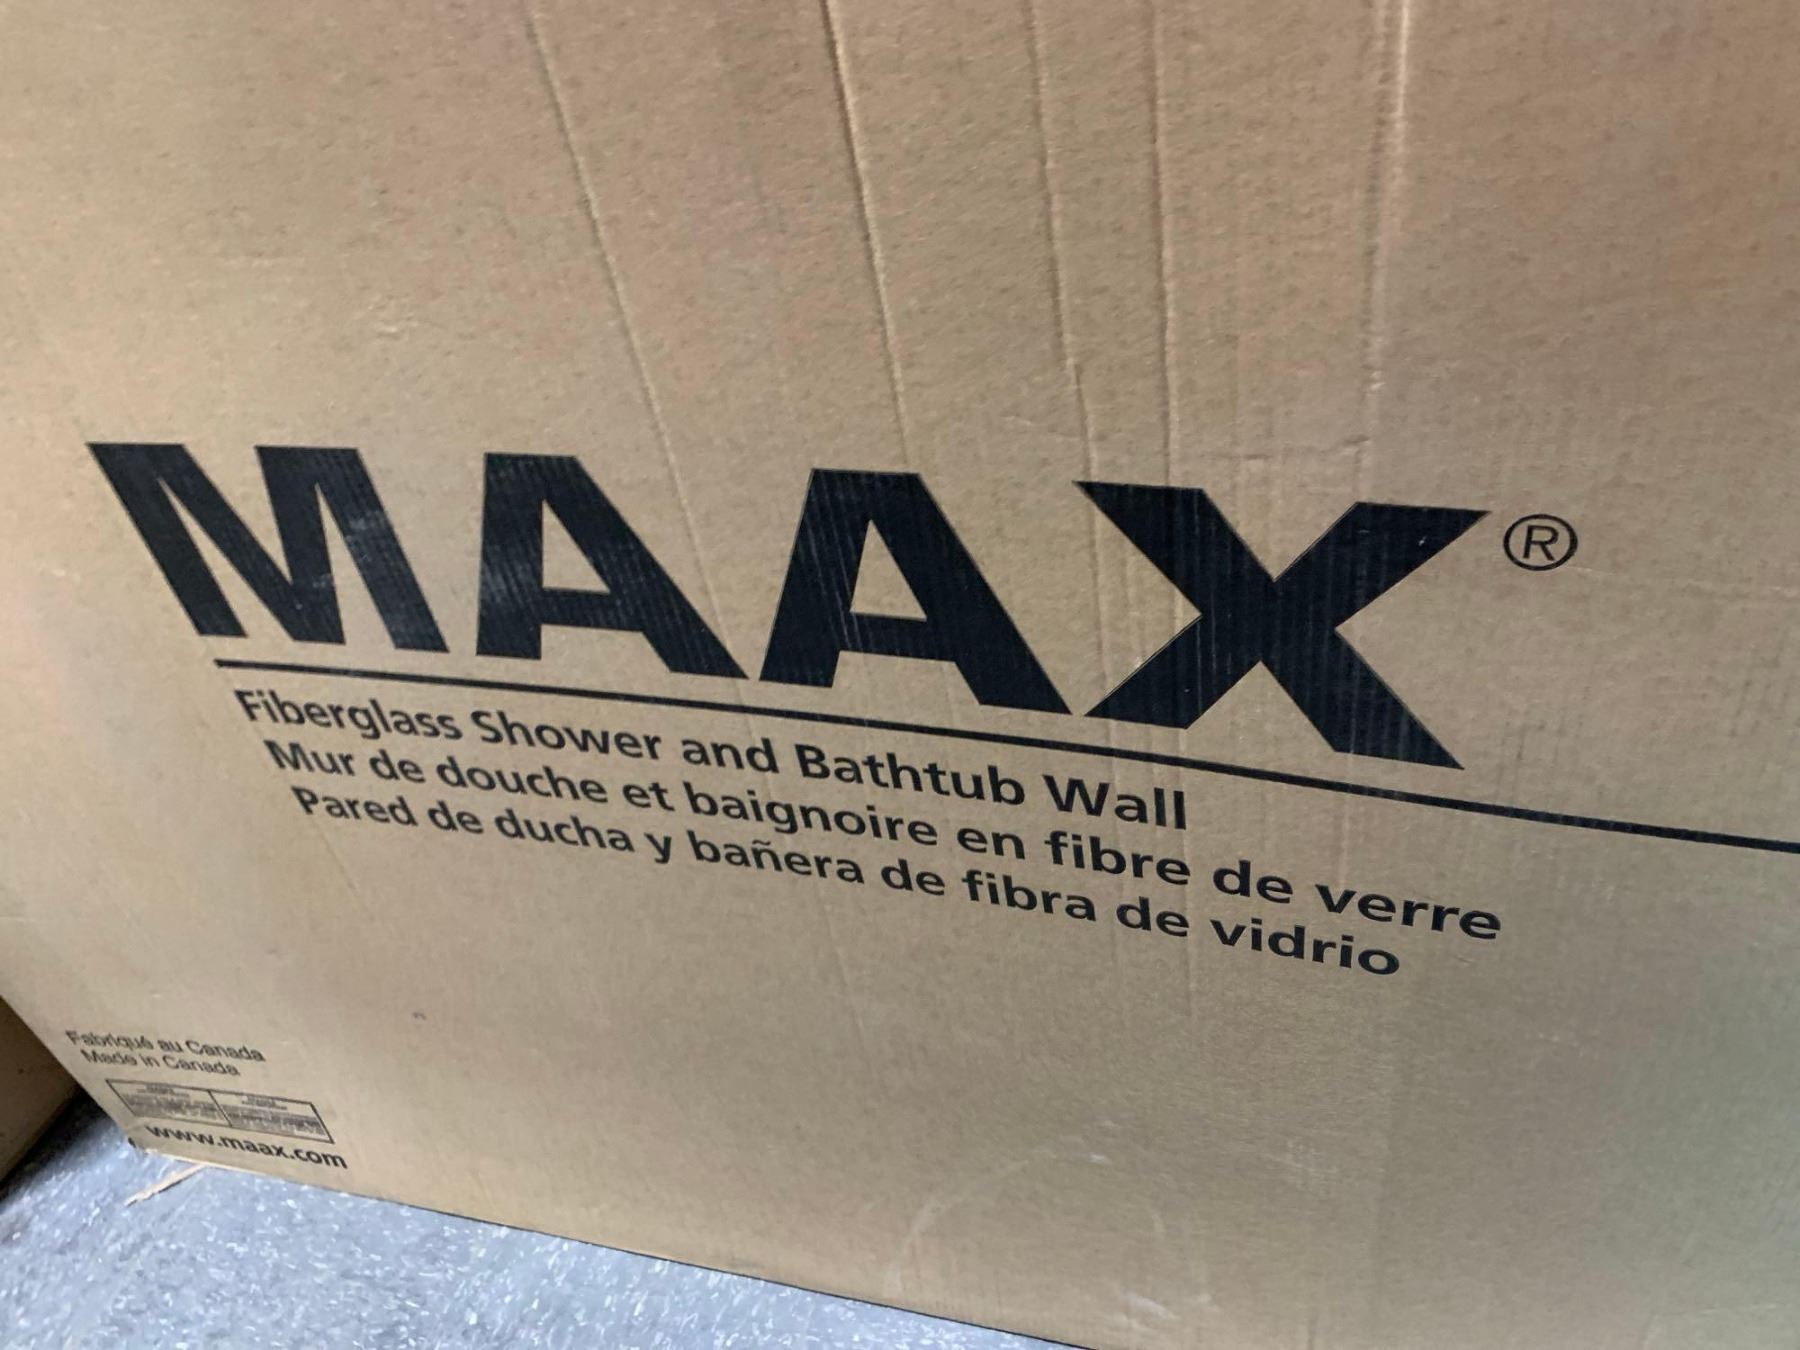 MAAX®
Fiberglass Shower and Bathtub Wall
Mur de douche et baignoire en fibre de verre
Pared de ducha y bañera de fibra de vidrio
Fabriqué au Canada
Made in Canada
www.maax.com